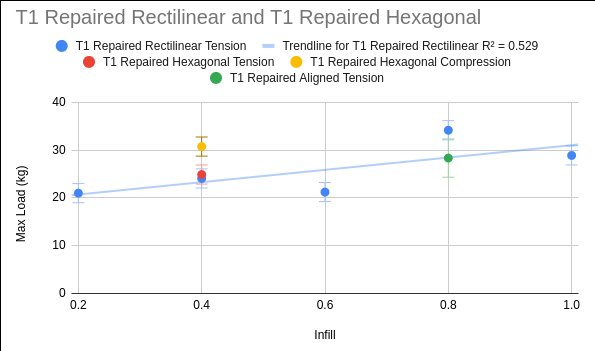 T1 Repaired Rectilinear and T1 Repaired Hexagonal
T1 Repaired Rectilinear Tension
Trendline for T1 Repaired Rectilinear R² = 0.529
T1 Repaired Hexagonal Tension
T1 Repaired Hexagonal Compression
T1 Repaired Aligned Tension
Max Load (kg)
40
30
20
10
0
0.2
0.4
0.6
0.8
1.0
Infill